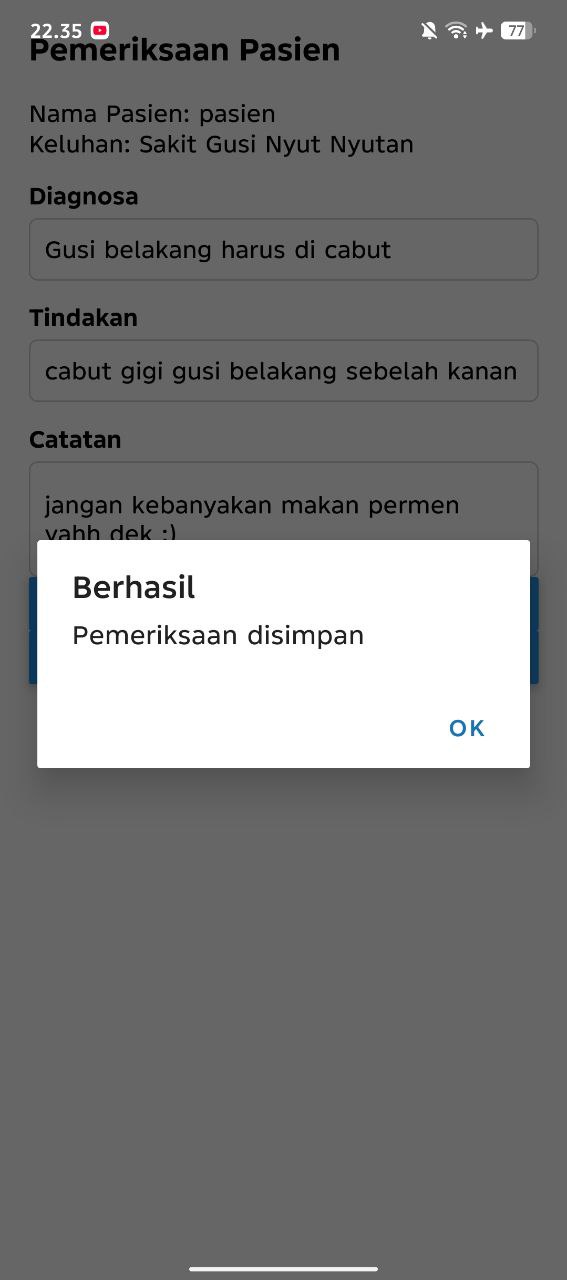 22.35
77
Pemeriksaan Pasien
Nama Pasien: pasien
Keluhan: Sakit Gusi Nyut Nyutan
Diagnosa
Gusi belakang harus di cabut
Tindakan
cabut gigi gusi belakang sebelah kanan
Catatan
jangan kebanyakan makan permen
yahh dek :)
Berhasil
Pemeriksaan disimpan
OK